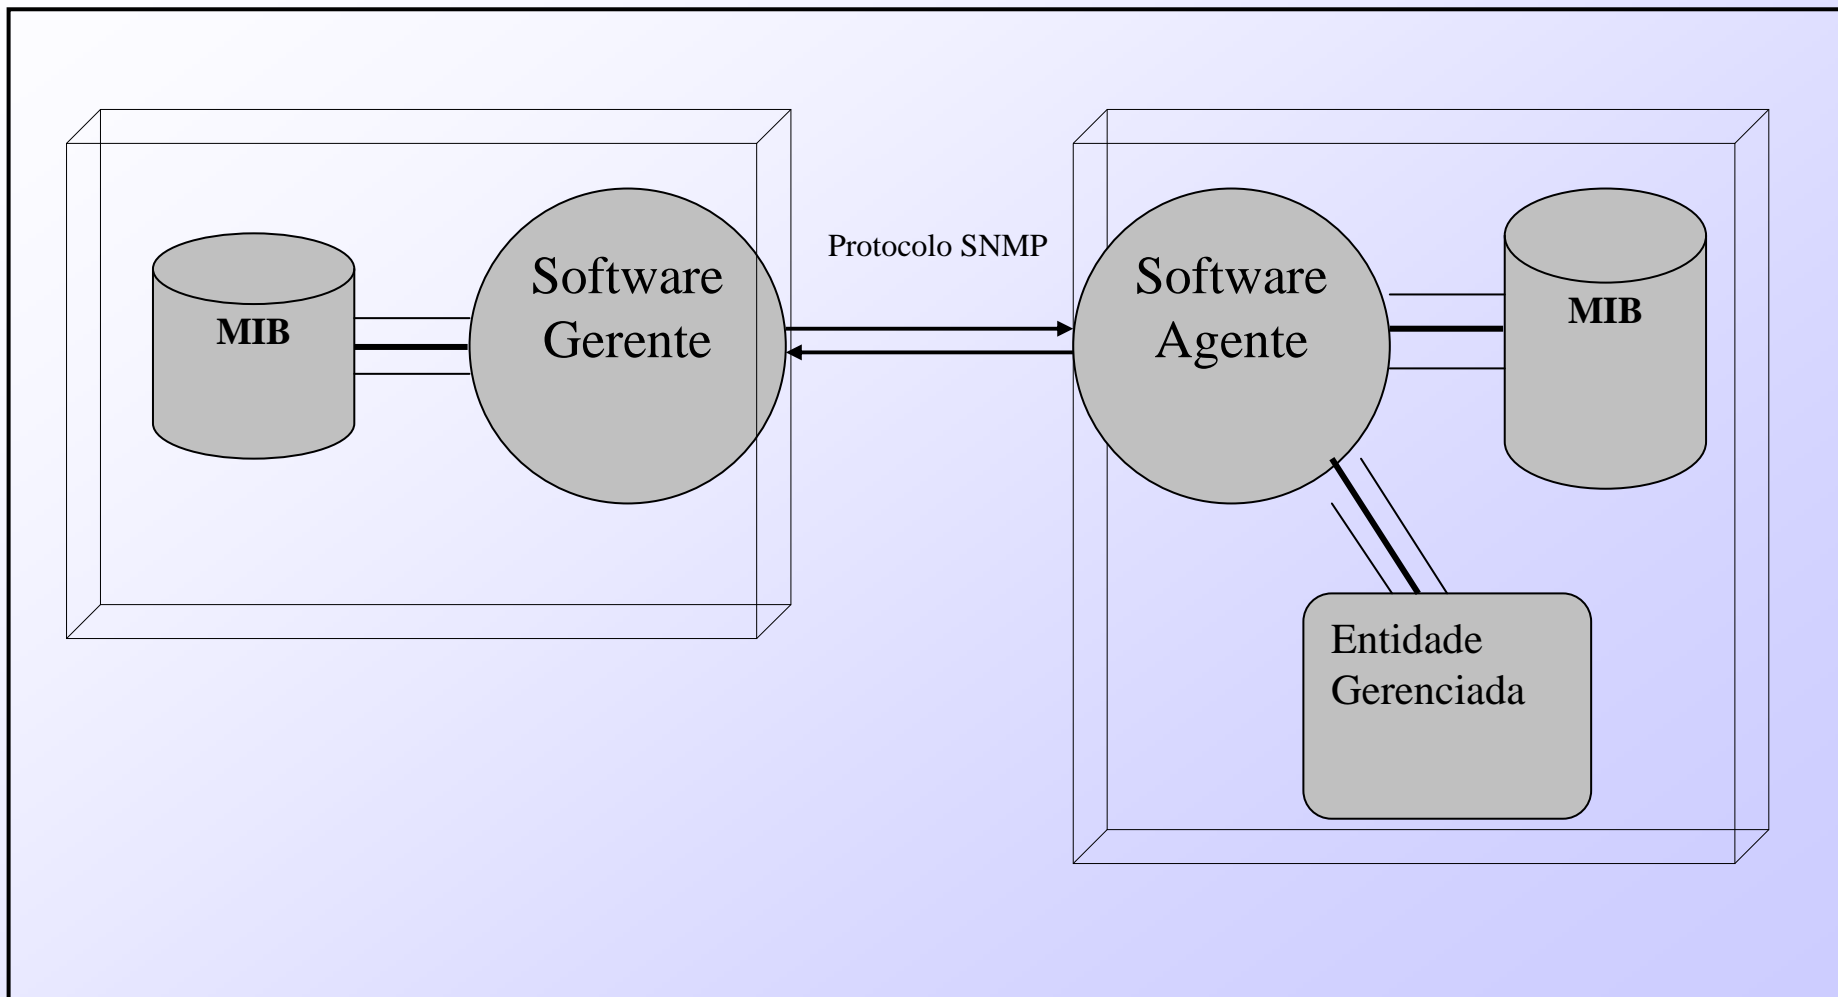 Protocolo SNMP
MIB
Software
Gerente
Software
Agente
MIB
Entidade
Gerenciada